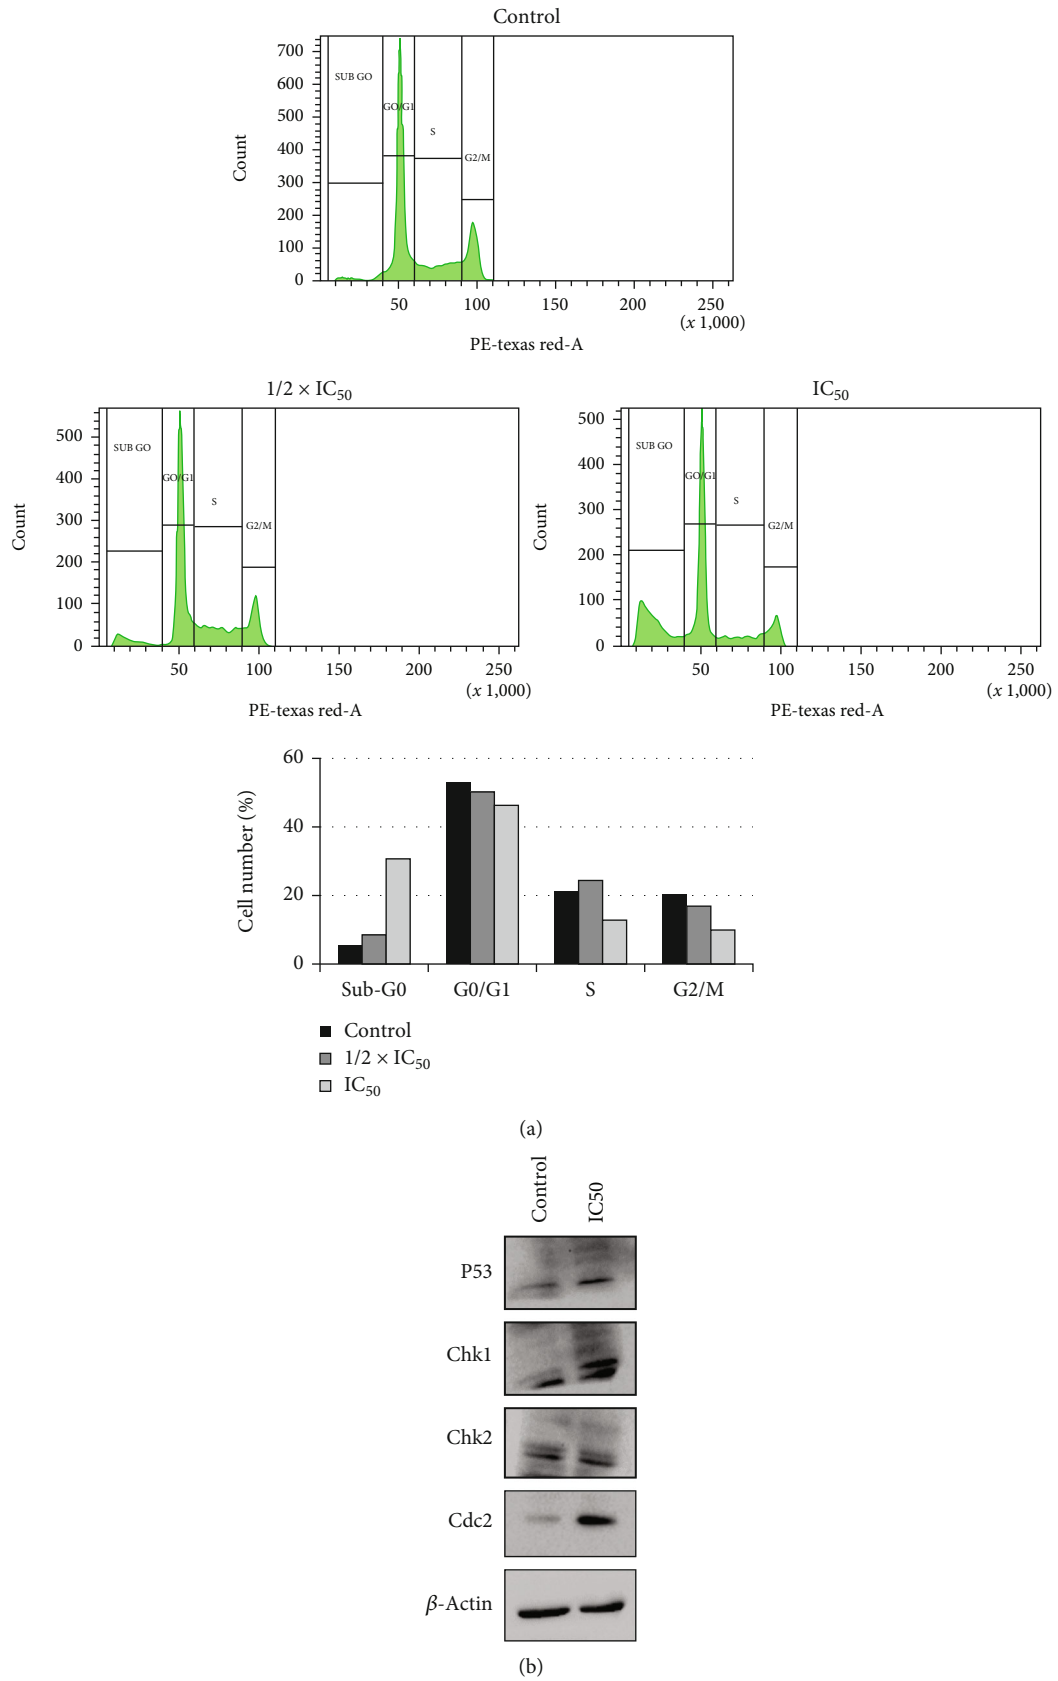 Control
700
600
500
400
300
200
100
0
Count
SUB GO
GO/G1
S
G2/M
50 100 150 200 250
(x 1,000)
PE-texas red-A
1/2 × IC50
500
400
300
200
100
0
Count
SUB GO
GO/G1
S
G2/M
50 100 150 200 250
(x 1,000)
PE-texas red-A
IC50
500
400
300
200
100
0
Count
SUB GO
GO/G1
S
G2/M
50 100 150 200 250
(x 1,000)
PE-texas red-A
60
40
20
0
Cell number (%)
Sub-G0 G0/G1 S G2/M
Control
1/2 × IC50
IC50
(a)
Control IC50
P53
Chk1
Chk2
Cdc2
β-Actin
(b)